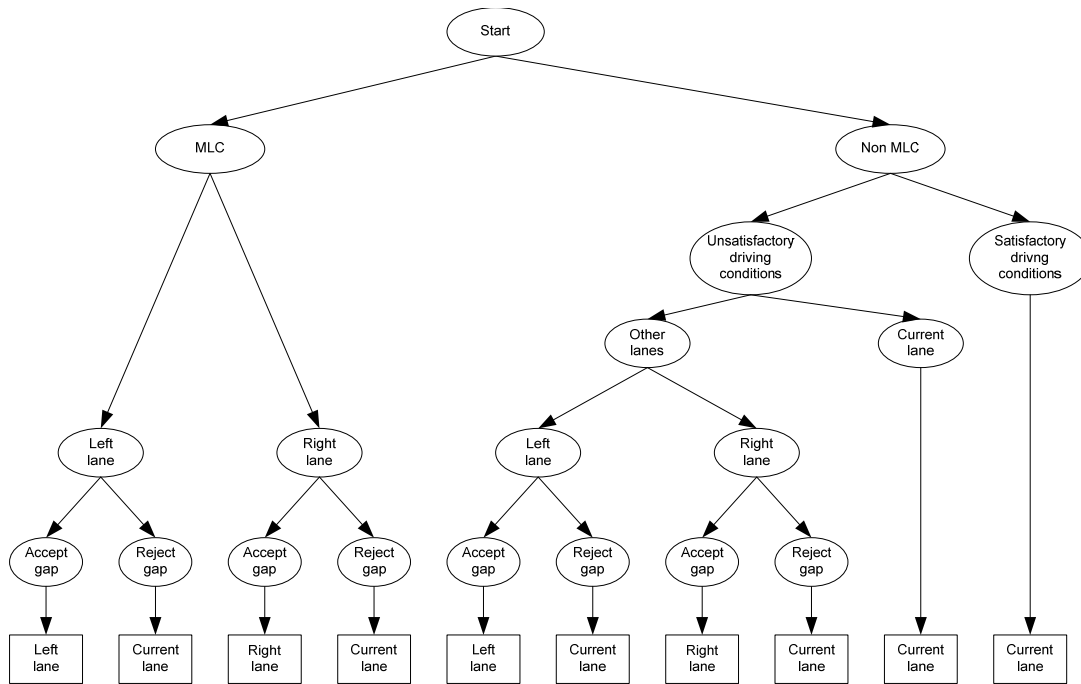 Start
MLC
Non MLC
Unsatisfactory
driving
conditions
Satisfactory
drivng
conditions
Other
lanes
Current
lane
Left
lane
Right
lane
Left
lane
Right
lane
Accept
gap
Reject
gap
Accept
gap
Reject
gap
Accept
gap
Reject
gap
Accept
gap
Reject
gap
Left
lane
Current
lane
Right
lane
Current
lane
Left
lane
Current
lane
Right
lane
Current
lane
Current
lane
Current
lane